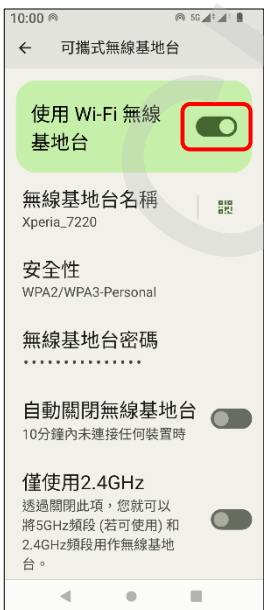 10:00 5G
可攜式無線基地台
使用 Wi-Fi 無線
基地台
無線基地台名稱
Xperia_7220
安全性
WPA2/WPA3-Personal
無線基地台密碼
•••••••••••••••
自動關閉無線基地台
10分鐘內未連接任何裝置時
僅使用2.4GHz
透過關閉此項，您就可以
將5GHz頻段 (若可使用) 和
2.4GHz頻段用作無線基地
台。